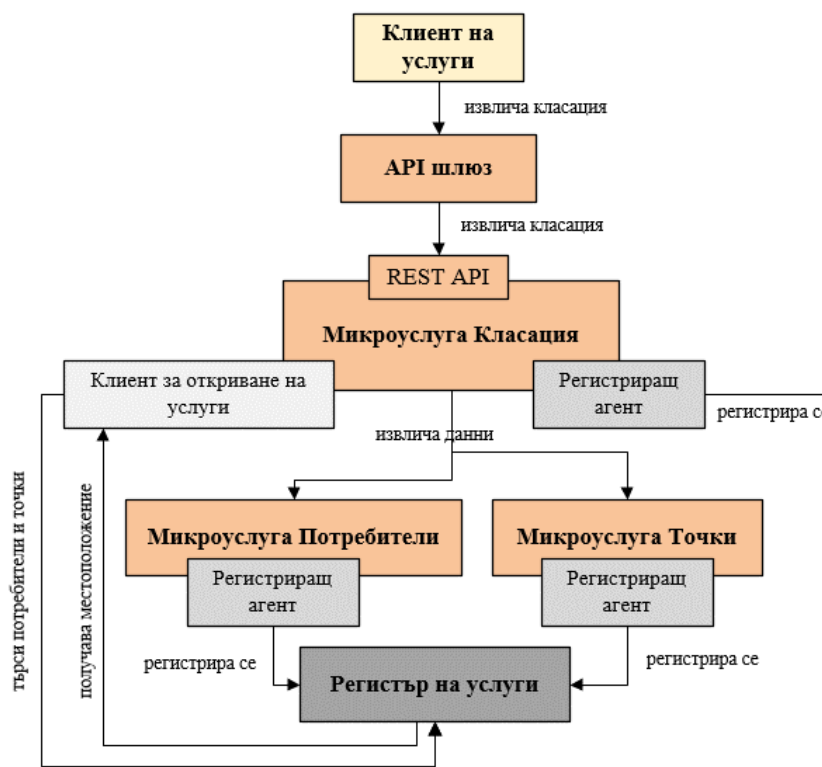 Клиент на
услуги
извлича класация
API шлюз
извлича класация
REST API
Микроуслуга Класация
Клиент за откриване на
услуги
Регистриращ
агент
регистрира се
извлича данни
търси потребители и точки
получава местоположение
Микроуслуга Потребители
Микроуслуга Точки
Регистриращ
агент
Регистриращ
агент
регистрира се
регистрира се
Регистър на услуги